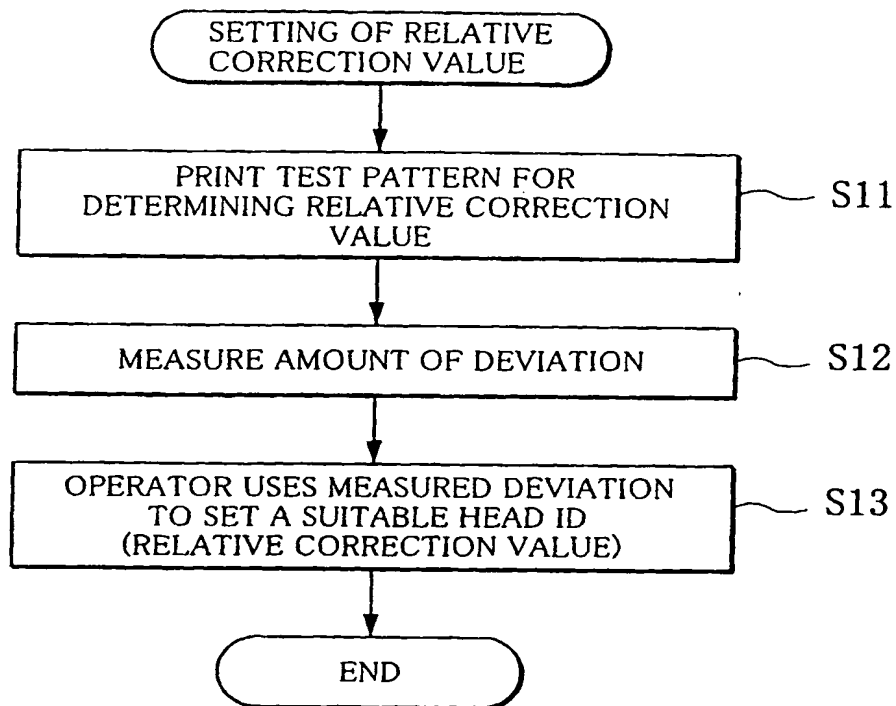 SETTING OF RELATIVE
CORRECTION VALUE
PRINT TEST PATTERN FOR
DETERMINING RELATIVE CORRECTION
VALUE
S11
MEASURE AMOUNT OF DEVIATION
S12
OPERATOR USES MEASURED DEVIATION
TO SET A SUITABLE HEAD ID
(RELATIVE CORRECTION VALUE)
S13
END